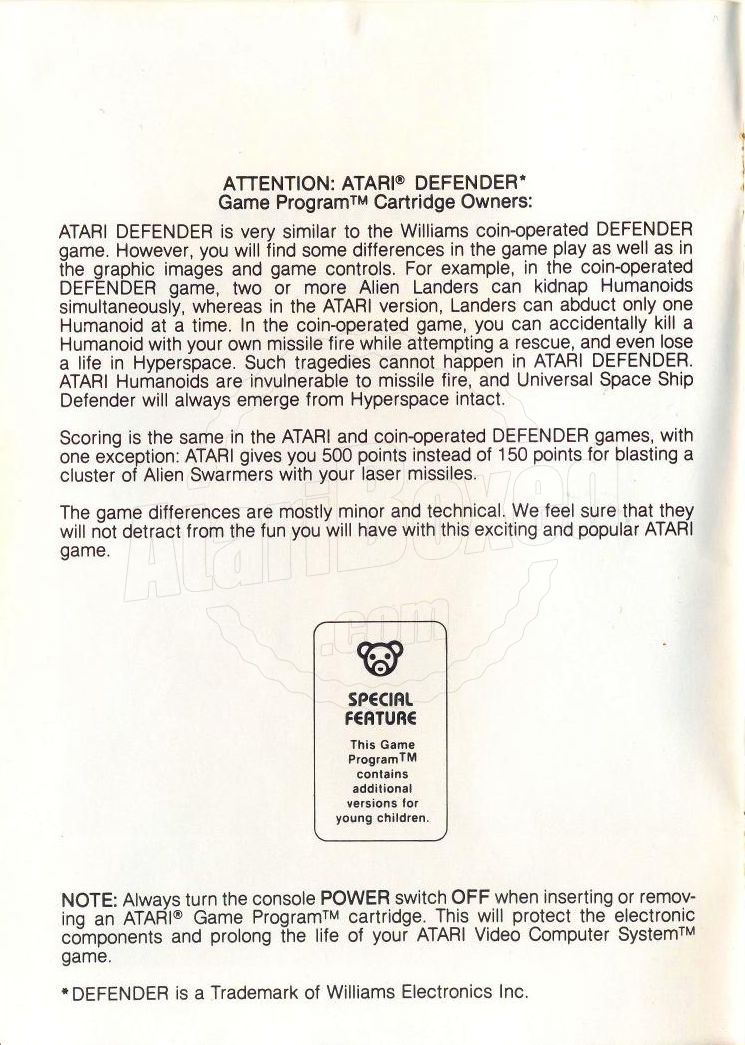 ATTENTION: ATARI® DEFENDER*
Game Program™ Cartridge Owners:
ATARI DEFENDER is very similar to the Williams coin-operated DEFENDER
game. However, you will find some differences in the game play as well as in
the graphic images and game controls. For example, in the coin-operated
DEFENDER game, two or more Alien Landers can kidnap Humanoids
simultaneously, whereas in the ATARI version, Landers can abduct only one
Humanoid at a time. In the coin-operated game, you can accidentally kill a
Humanoid with your own missile fire while attempting a rescue, and even lose
a life in Hyperspace. Such tragedies cannot happen in ATARI DEFENDER.
ATARI Humanoids are invulnerable to missile fire, and Universal Space Ship
Defender will always emerge from Hyperspace intact.
Scoring is the same in the ATARI and coin-operated DEFENDER games, with
one exception: ATARI gives you 500 points instead of 150 points for blasting a
cluster of Alien Swarmers with your laser missiles.
The game differences are mostly minor and technical. We feel sure that they
will not detract from the fun you will have with this exciting and popular ATARI
game.
AtariBoxed
.com
SPECIAL
FEATURE
This Game
Program™
contains
additional
versions for
young children.
NOTE: Always turn the console POWER switch OFF when inserting or remov-
ing an ATARI® Game Program™ cartridge. This will protect the electronic
components and prolong the life of your ATARI Video Computer System™
game.
*DEFENDER is a Trademark of Williams Electronics Inc.